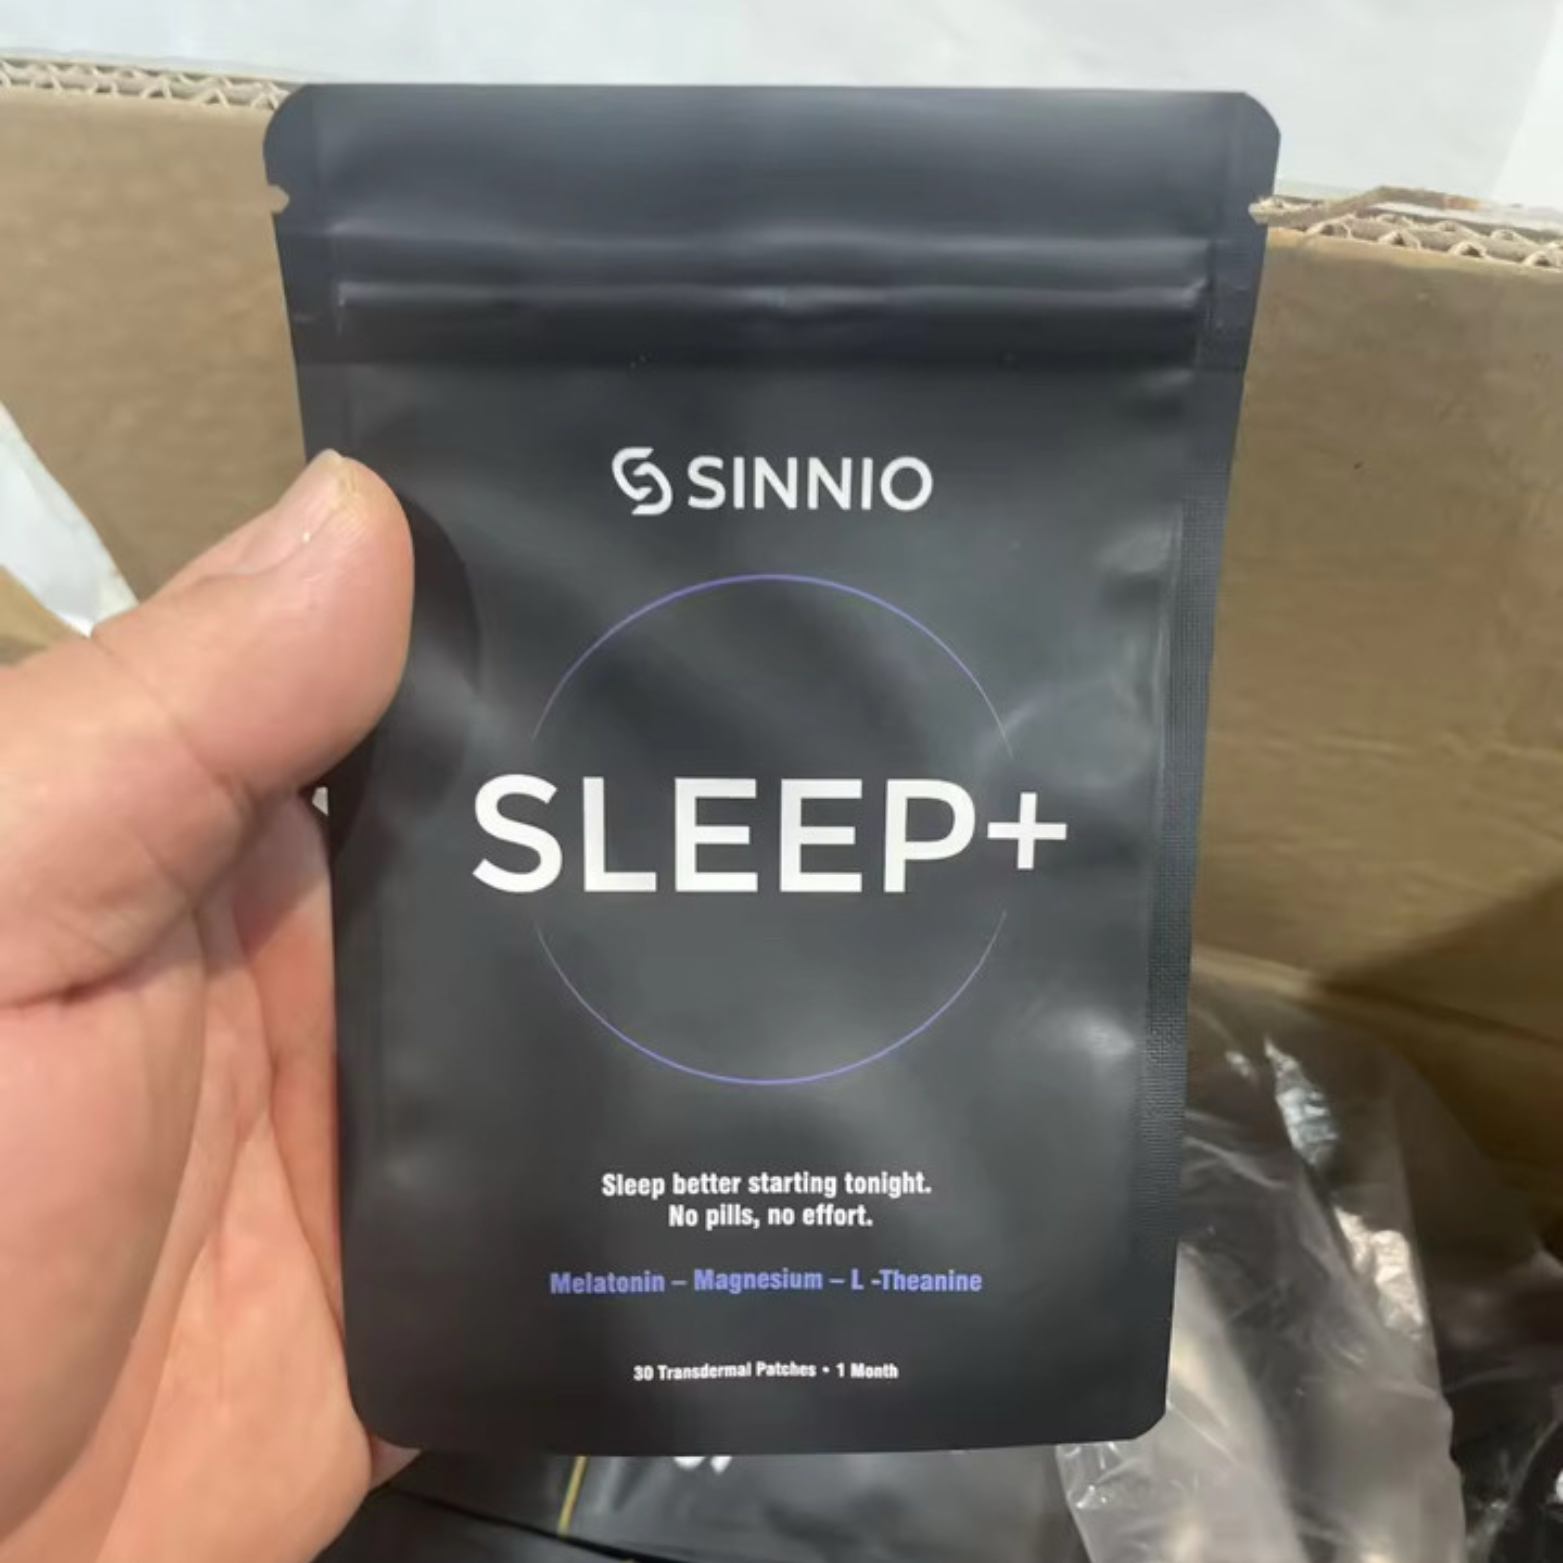 SINNIO
SLEEP+
Sleep better starting tonight.
No pills, no effort.
Melatonin – Magnesium – L -Theanine
30 Transdermal Patches • 1 Month